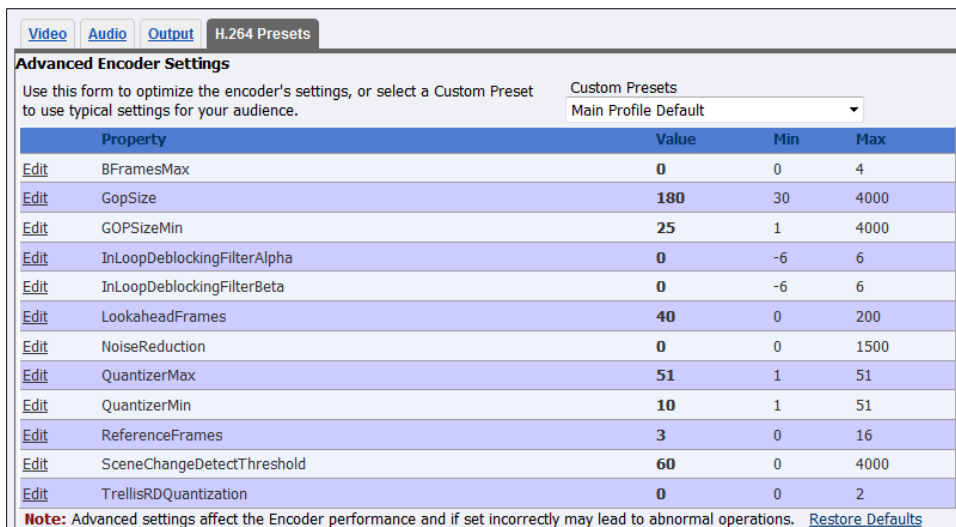 Video Audio Output H.264 Presets
Advanced Encoder Settings
Use this form to optimize the encoder's settings, or select a Custom Preset
to use typical settings for your audience.
Custom Presets
Main Profile Default
Property Value Min Max
Edit BFramesMax 0 0 4
Edit GopSize 180 30 4000
Edit GOPSizeMin 25 1 4000
Edit InLoopDeblockingFilterAlpha 0 -6 6
Edit InLoopDeblockingFilterBeta 0 -6 6
Edit LookaheadFrames 40 0 200
Edit NoiseReduction 0 0 1500
Edit QuantizerMax 51 1 51
Edit QuantizerMin 10 1 51
Edit ReferenceFrames 3 0 16
Edit SceneChangeDetectThreshold 60 0 4000
Edit TrellisRDQuantization 0 0 2
Note: Advanced settings affect the Encoder performance and if set incorrectly may lead to abnormal operations. Restore Defaults